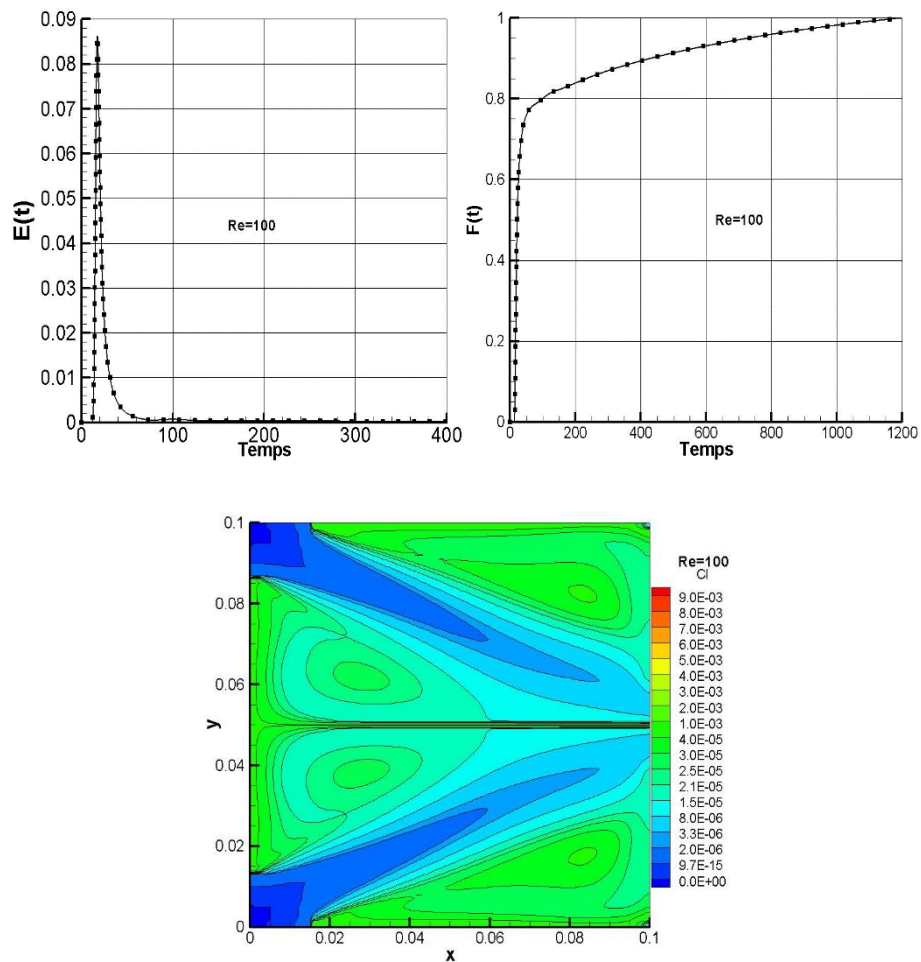 0.09
0.08
0.07
0.06
0.05
0.04
0.03
0.02
0.01
0
E(t)
Re=100
0 100 200 300 400
Temps
1
0.8
0.6
0.4
0.2
0
F(t)
Re=100
0 200 400 600 800 1000 1200
Temps
0.1
0.08
0.06
0.04
0.02
0
y
0 0.02 0.04 0.06 0.08 0.1
x
Re=100
Cl
9.0E-03
8.0E-03
7.0E-03
6.0E-03
5.0E-03
4.0E-03
3.0E-03
2.0E-03
1.0E-03
4.0E-05
3.0E-05
2.5E-05
2.1E-05
1.5E-05
8.0E-06
3.3E-06
2.0E-06
9.7E-15
0.0E+00